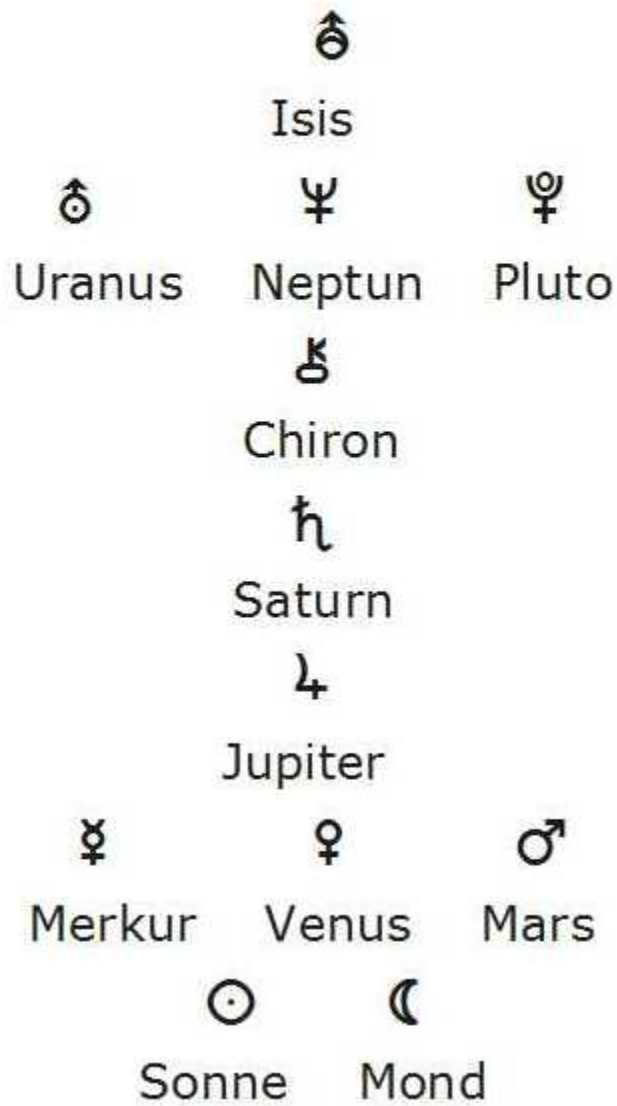 Isis
Uranus Neptun Pluto
Chiron
Saturn
Jupiter
Merkur Venus Mars
Sonne Mond